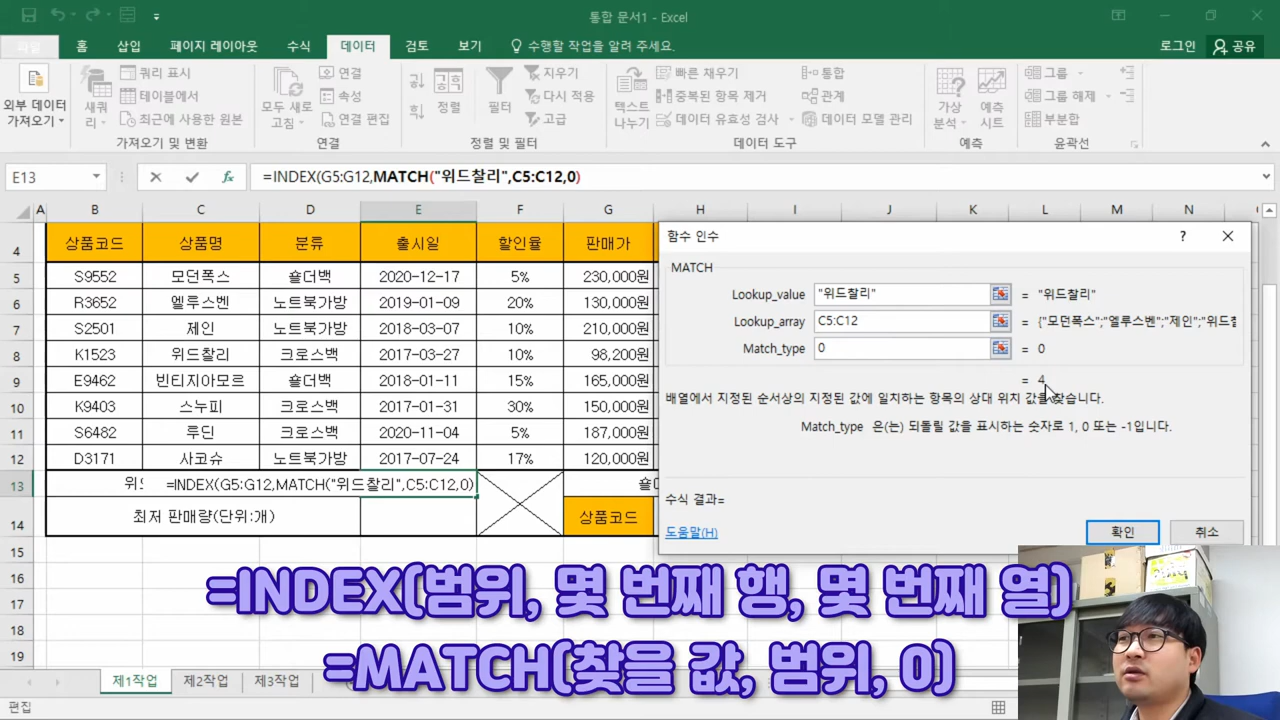 통합 문서1 - Excel
홈 삽입 페이지 레이아웃 수식 데이터 검토 보기 수행할 작업을 알려 주세요. 로그인 공유
외부 데이터 가져오기
새쿼리
쿼리 표시
테이블에서
최근에 사용한 원본
가져오기 및 변환
모두 새로 고침
연결
속성
연결 편집
연결
정렬
필터
지우기
다시 적용
고급
정렬 및 필터
텍스트 나누기
빠른 채우기
중복된 항목 제거
데이터 유효성 검사
통합
관계
데이터 모델 관리
데이터 도구
가상 분석
예측 시트
예측
그룹
그룹 해제
부분합
윤곽선
E13 fx =INDEX(G5:G12,MATCH("위드찰리",C5:C12,0)
A B C D E F G H I J K L M N
4 상품코드 상품명 분류 출시일 할인율 판매가
5 S9552 모던폭스 숄더백 2020-12-17 5% 230,000원
6 R3652 엘루스벤 노트북가방 2019-01-09 20% 130,000원
7 S2501 제인 숄더백 2018-03-07 10% 210,000원
8 K1523 위드찰리 크로스백 2017-03-27 10% 98,200원
9 E9462 빈티지아모르 숄더백 2018-01-11 15% 165,000원
10 K9403 스누피 크로스백 2017-01-31 30% 150,000원
11 S6482 루딘 크로스백 2020-11-04 5% 187,000원
12 D3171 사코슈 노트북가방 2017-07-24 17% 120,000원
13 =INDEX(G5:G12,MATCH("위드찰리",C5:C12,0)
14 최저 판매량(단위:개) 상품코드
15
16
17
18
19
함수 인수 ?
MATCH
Lookup_value "위드찰리" = "위드찰리"
Lookup_array C5:C12 = {"모던폭스";"엘루스벤";"제인";"위드찰
Match_type 0 = 0
= 4
배열에서 지정된 순서상의 지정된 값에 일치하는 항목의 상대 위치 값을 찾습니다.
Match_type 은(는) 되돌릴 값을 표시하는 숫자로 1, 0 또는 -1입니다.
수식 결과=
도움말(H) 확인 취소
=INDEX(범위, 몇 번째 행, 몇 번째 열)
=MATCH(찾을 값, 범위, 0)
제1작업 제2작업 제3작업
편집